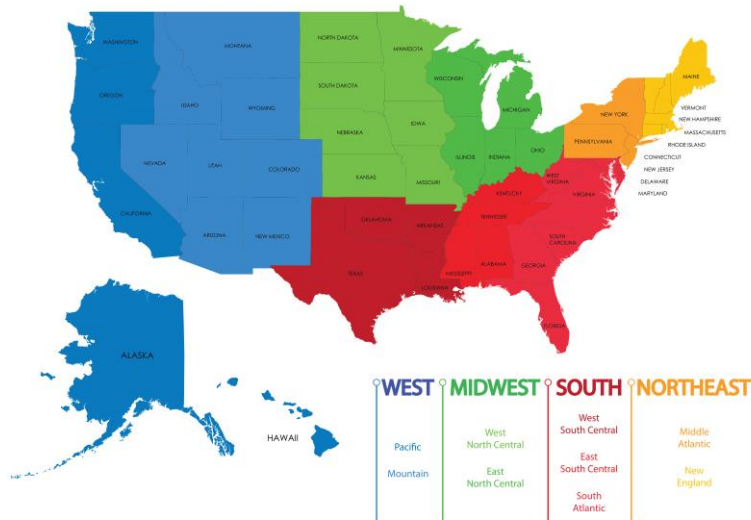 WASHINGTON
MONTANA
NORTH DAKOTA
MINNESOTA
MAINE
OREGON
IDAHO
WYOMING
SOUTH DAKOTA
WISCONSIN
MICHIGAN
NEW YORK
VERMONT
NEW HAMPSHIRE
MASSACHUSETTS
RHODE ISLAND
CONNECTICUT
NEW JERSEY
DELAWARE
MARYLAND
NEVADA
UTAH
COLORADO
NEBRASKA
IOWA
ILLINOIS
INDIANA
OHIO
PENNSYLVANIA
CALIFORNIA
KANSAS
MISSOURI
KENTUCKY
WEST
VIRGINIA
VIRGINIA
ARIZONA
NEW MEXICO
OKLAHOMA
ARKANSAS
TENNESSEE
SOUTH
CAROLINA
TEXAS
LOUISIANA
MISSISSIPPI
ALABAMA
GEORGIA
FLORIDA
ALASKA
HAWAII
WEST
Pacific
Mountain
MIDWEST
West
North Central
East
North Central
SOUTH
West
South Central
East
South Central
South
Atlantic
NORTHEAST
Middle
Atlantic
New
England